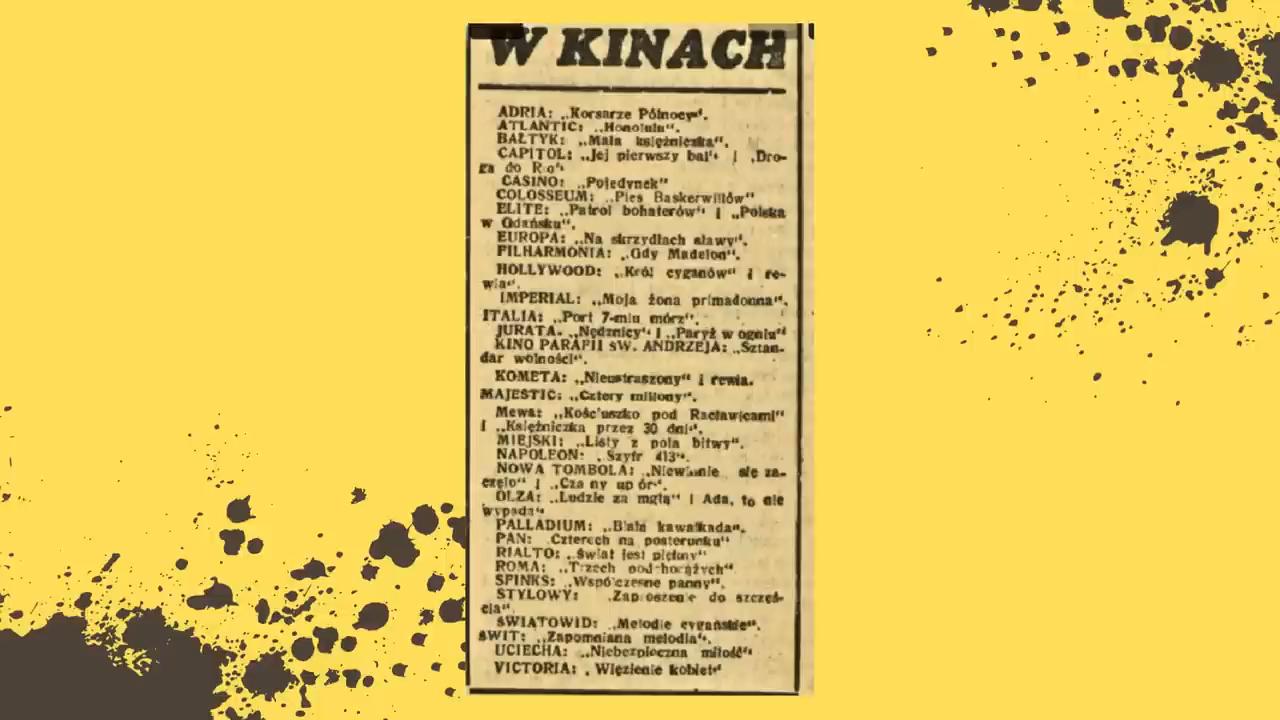 W KINACH
ADRIA: „Korsarze Północy".
ATLANTIC: „Honolulu".
BAŁTYK: „Mała księżniczka".
CAPITOL: „Jej pierwszy bal" i „Dro-
ga do Rio"
CASINO: „Pojedynek"
COLOSSEUM: „Pies Baskerwillów"
ELITE: „Patrol bohaterów" i „Polska
w Gdańsku".
EUROPA: „Na skrzydłach sławy".
FILHARMONIA: „Gdy Madelon".
HOLLYWOOD: „Król cyganów" i re-
wia".
IMPERIAL: „Moja żona primadonna".
ITALIA: „Port 7-miu mórz".
JURATA. „Nędznicy" i „Paryż w ogniu"
KINO PARAFII ŚW. ANDRZEJA: „Sztan-
dar wolności".
KOMETA: „Nieustraszony" i rewia.
MAJESTIC: „Cztery miliony".
Mewa: „Kościuszko pod Racławicami"
i „Księżniczka przez 30 dni".
MIEJSKI: „Listy z pola bitwy".
NAPOLEON: „Szyfr 413".
NOWA TOMBOLA: „Niewinnie się za-
częło" i
OLZA: „Ludzie za mgłą" i Ada, to nie
wypada"
PALLADIUM: „Biała kawalkada".
PAN: Czterech na posterunku"
RIALTO: „Świat jest piękny"
ROMA: „Trzech podchorążych"
SFINKS: „Współczesne panny".
STYLOWY: „Zaproszenie do szczęś-
cia".
ŚWIATOWID: „Melodie cygańskie".
ŚWIT: „Zapomniana melodia".
UCIECHA: „Niebezpieczna miłość"
VICTORIA: „Więzienie kobiet"